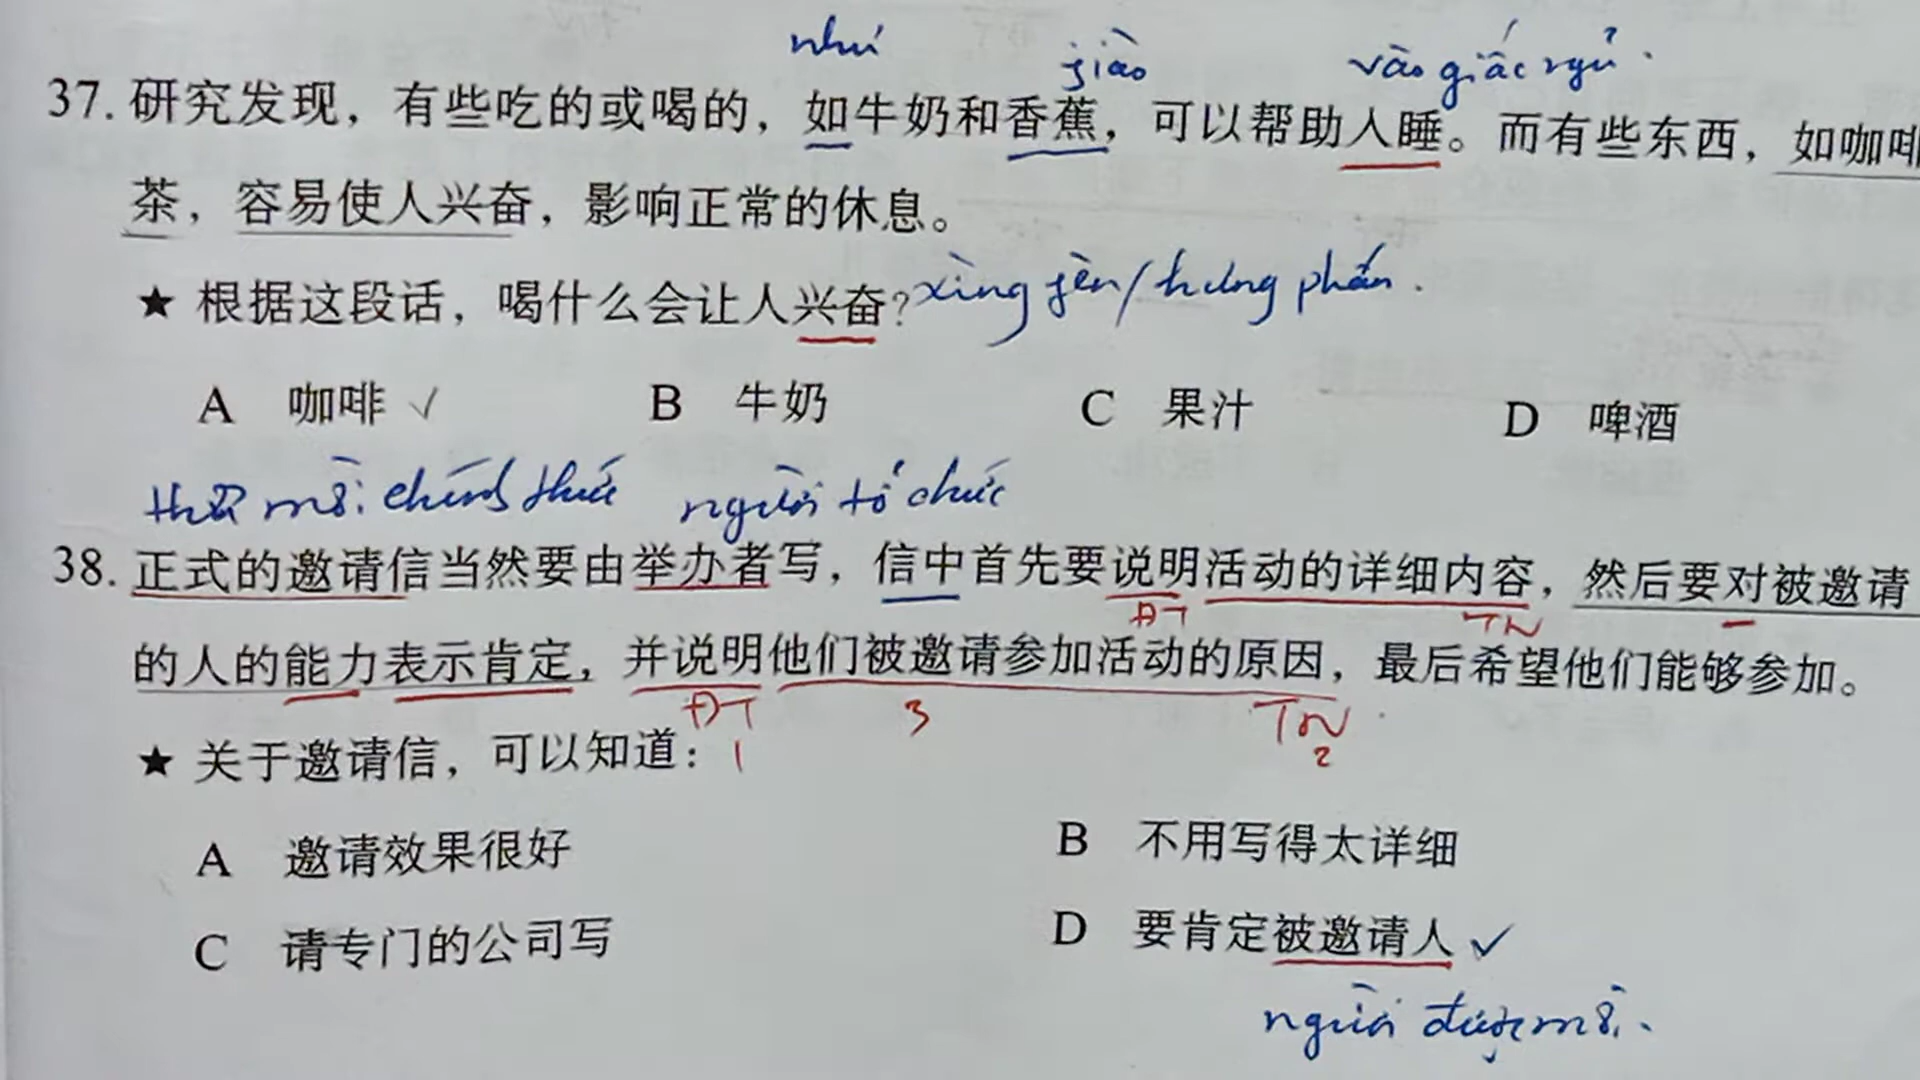 như jiāo vào giấc ngủ.
37. 研究发现，有些吃的或喝的，如牛奶和香蕉，可以帮助人睡。而有些东西，如咖啡
茶，容易使人兴奋，影响正常的休息。
★ 根据这段话，喝什么会让人兴奋? xìng fèn / hưng phấn.
A 咖啡 ✓ B 牛奶 C 果汁 D 啤酒
thư mời chính thức người tổ chức
38. 正式的邀请信当然要由举办者写，信中首先要说明活动的详细内容，然后要对被邀请
ĐT TN
的人的能力表示肯定，并说明他们被邀请参加活动的原因，最后希望他们能够参加。
ĐT 3 TN
★ 关于邀请信，可以知道： 1 2
A 邀请效果很好 B 不用写得太详细
C 请专门的公司写 D 要肯定被邀请人 ✓
người được mời.